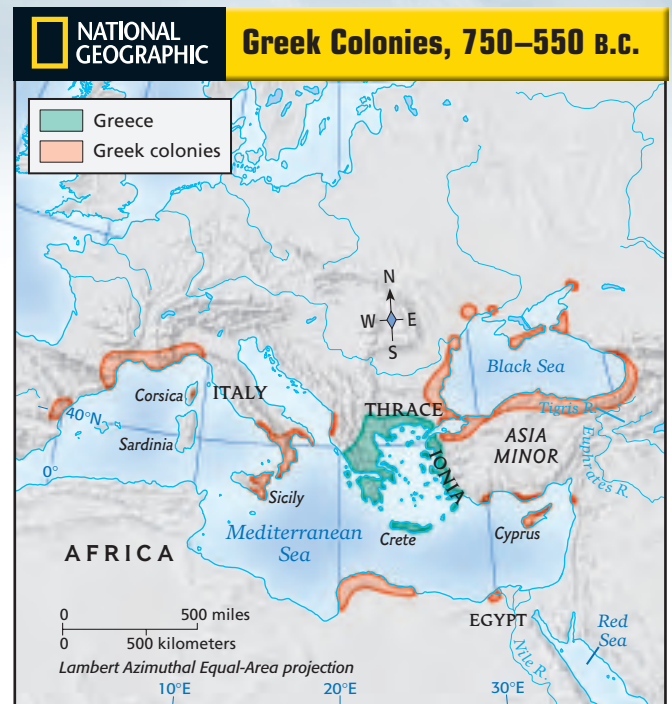 NATIONAL
GEOGRAPHIC
Greek Colonies, 750–550 B.C.
Greece
Greek colonies
N
W
E
S
Black Sea
Corsica
ITALY
THRACE
40°N
Tigris R.
Sardinia
ASIA
MINOR
IONIA
Euphrates R.
0°
Sicily
Mediterranean
Sea
Crete
Cyprus
AFRICA
EGYPT
Red
Sea
Nile R.
0 500 miles
0 500 kilometers
Lambert Azimuthal Equal-Area projection
10°E
20°E
30°E